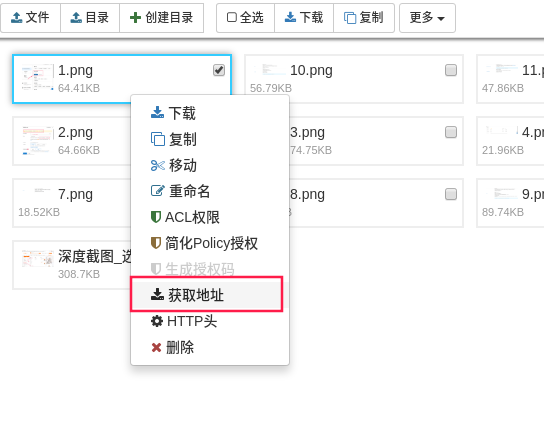 文件 目录 创建目录 全选 下载 复制 更多
1.png 10.png 11.p
64.41KB 56.79KB 47.86KB
下载
2.png 3.png 4.pn
复制
64.66KB 74.75KB 21.96KB
移动
重命名
7.png 8.png 9.pn
18.52KB 89.74KB
ACL权限
简化Policy授权
深度截图_选
生成授权码
308.7KB
获取地址
HTTP头
删除